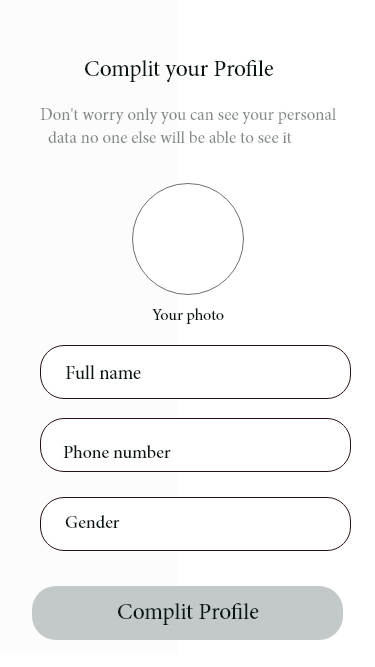 Complit your Profile
Don't worry only you can see your personal
data no one else will be able to see it
Your photo
Full name
Phone number
Gender
Complit Profile